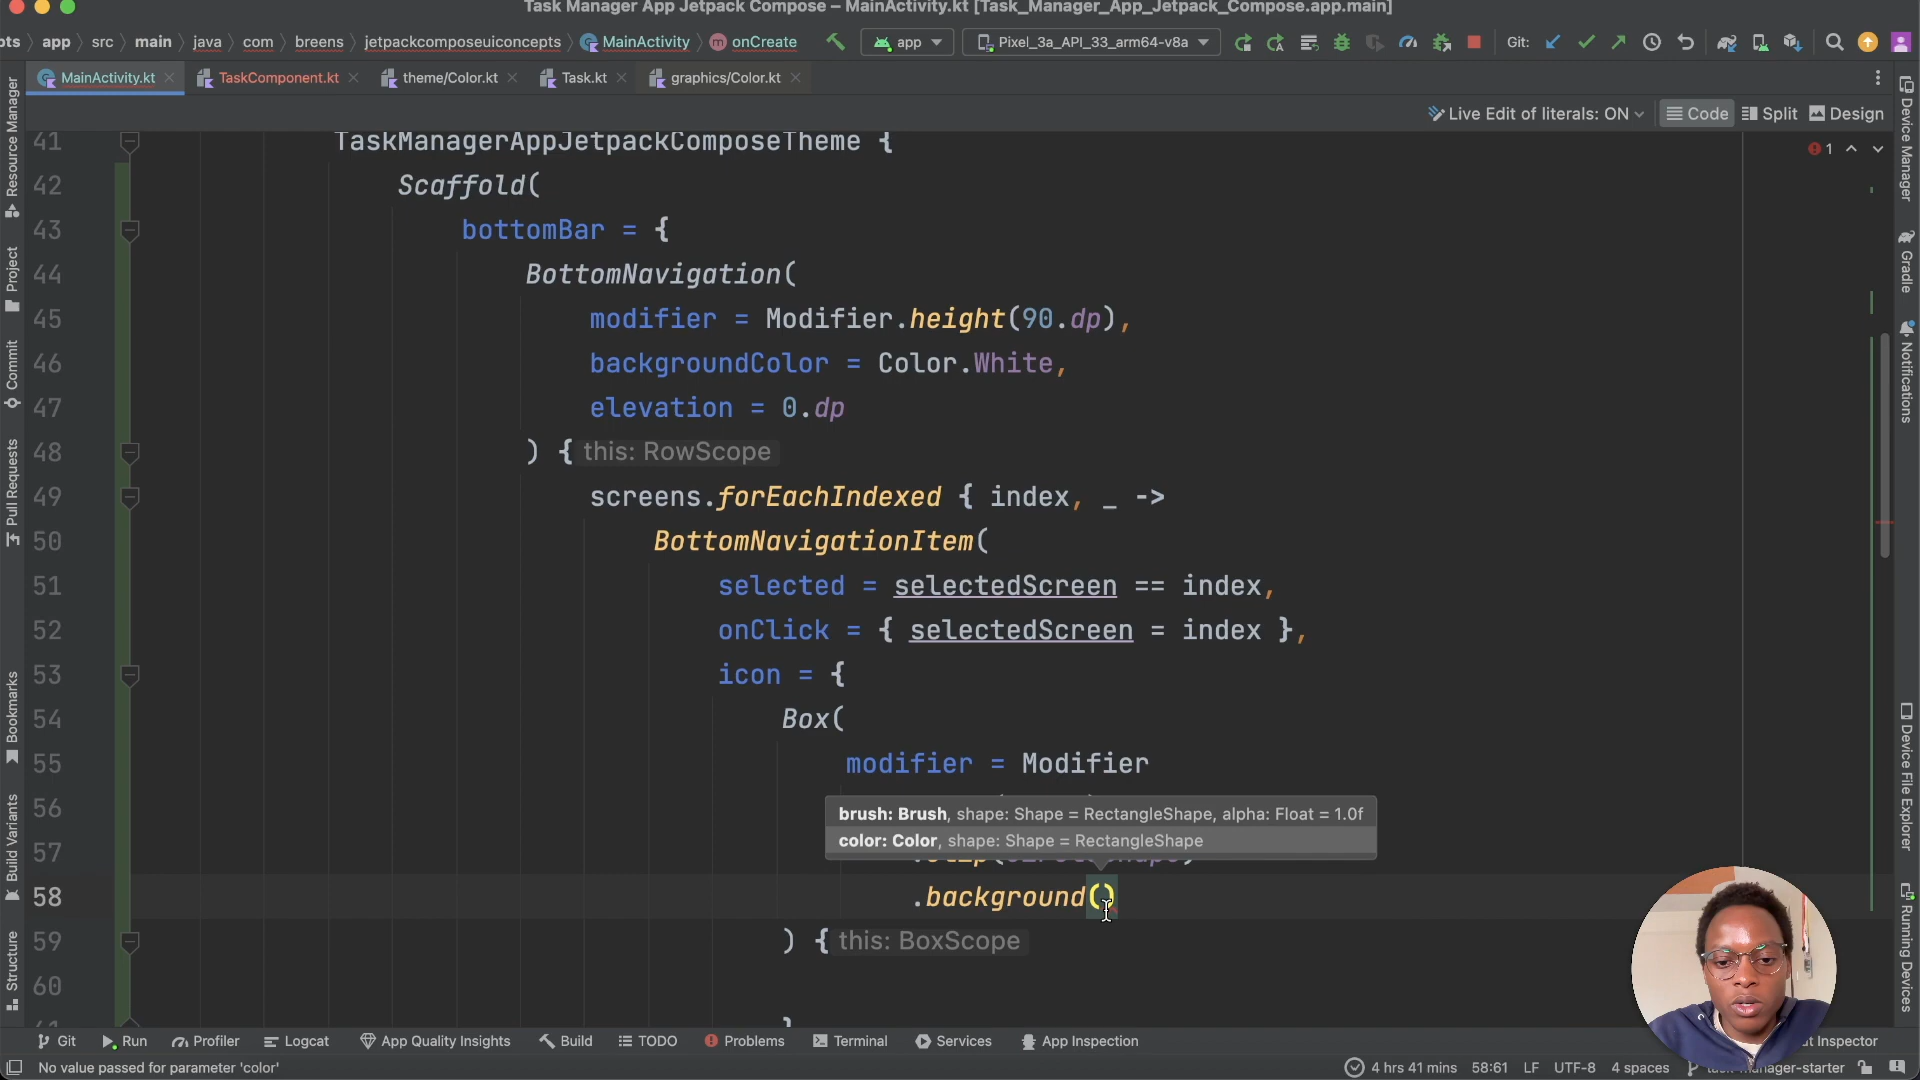 Task Manager App Jetpack Compose – MainActivity.kt [Task_Manager_App_Jetpack_Compose.app.main]
pts app src main java com breens jetpackcomposeuiconcepts MainActivity onCreate app Pixel_3a_API_33_arm64-v8a Git:
MainActivity.kt TaskComponent.kt theme/Color.kt Task.kt graphics/Color.kt
Live Edit of literals: ON Code Split Design
41 TaskManagerAppJetpackComposeTheme {
1
42 Scaffold(
43 bottomBar = {
44 BottomNavigation(
45 modifier = Modifier.height(90.dp),
46 backgroundColor = Color.White,
47 elevation = 0.dp
48 ) { this: RowScope
49 screens.forEachIndexed { index, _ ->
50 BottomNavigationItem(
51 selected = selectedScreen == index,
52 onClick = { selectedScreen = index },
53 icon = {
54 Box(
55 modifier = Modifier
56
brush: Brush, shape: Shape = RectangleShape, alpha: Float = 1.0f
color: Color, shape: Shape = RectangleShape
57
58 .background()
59 ) { this: BoxScope
60
Resource Manager
Project
Commit
Pull Requests
Bookmarks
Build Variants
Structure
Device Manager
Gradle
Notifications
Device File Explorer
Running Devices
Git Run Profiler Logcat App Quality Insights Build TODO Problems Terminal Services App Inspection Inspector
No value passed for parameter 'color' 4 hrs 41 mins 58:61 LF UTF-8 4 spaces